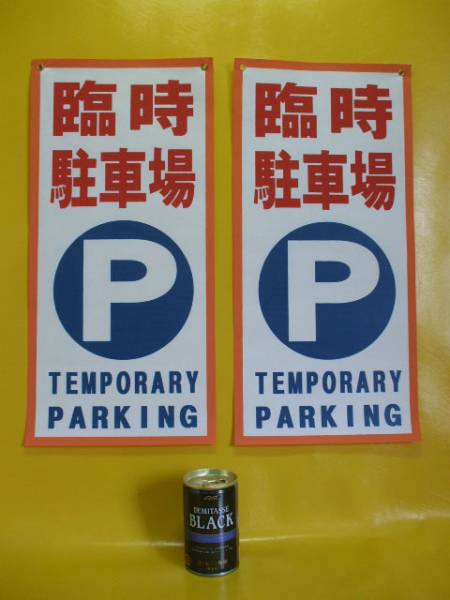 臨時
駐車場
P
TEMPORARY
PARKING
臨時
駐車場
P
TEMPORARY
PARKING
DEMITASSE
BLACK